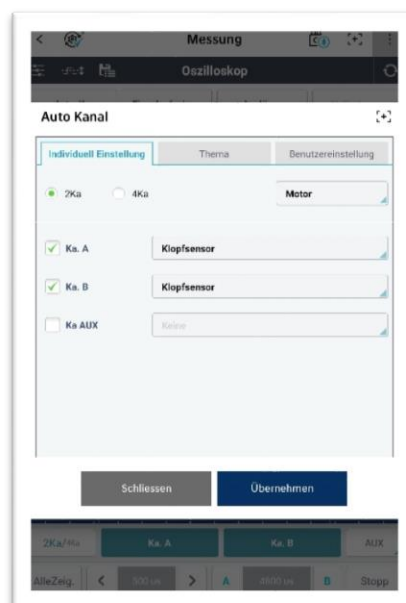 Messung
Oszilloskop
Auto Kanal [+]
Individuell Einstellung Thema Benutzereinstellung
2Ka 4Ka Motor
Ka. A Klopfsensor
Ka. B Klopfsensor
Ka AUX Keine
Schliessen Übernehmen
2Ka/4Ka Ka. A Ka. B AUX
AlleZeig. < 500 us > A 4800 us B Stopp